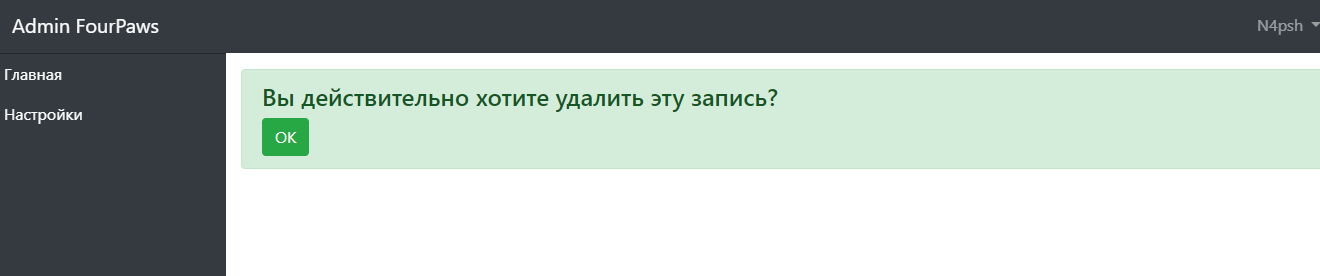 Admin FourPaws
N4psh
Главная
Настройки
Вы действительно хотите удалить эту запись?
OK